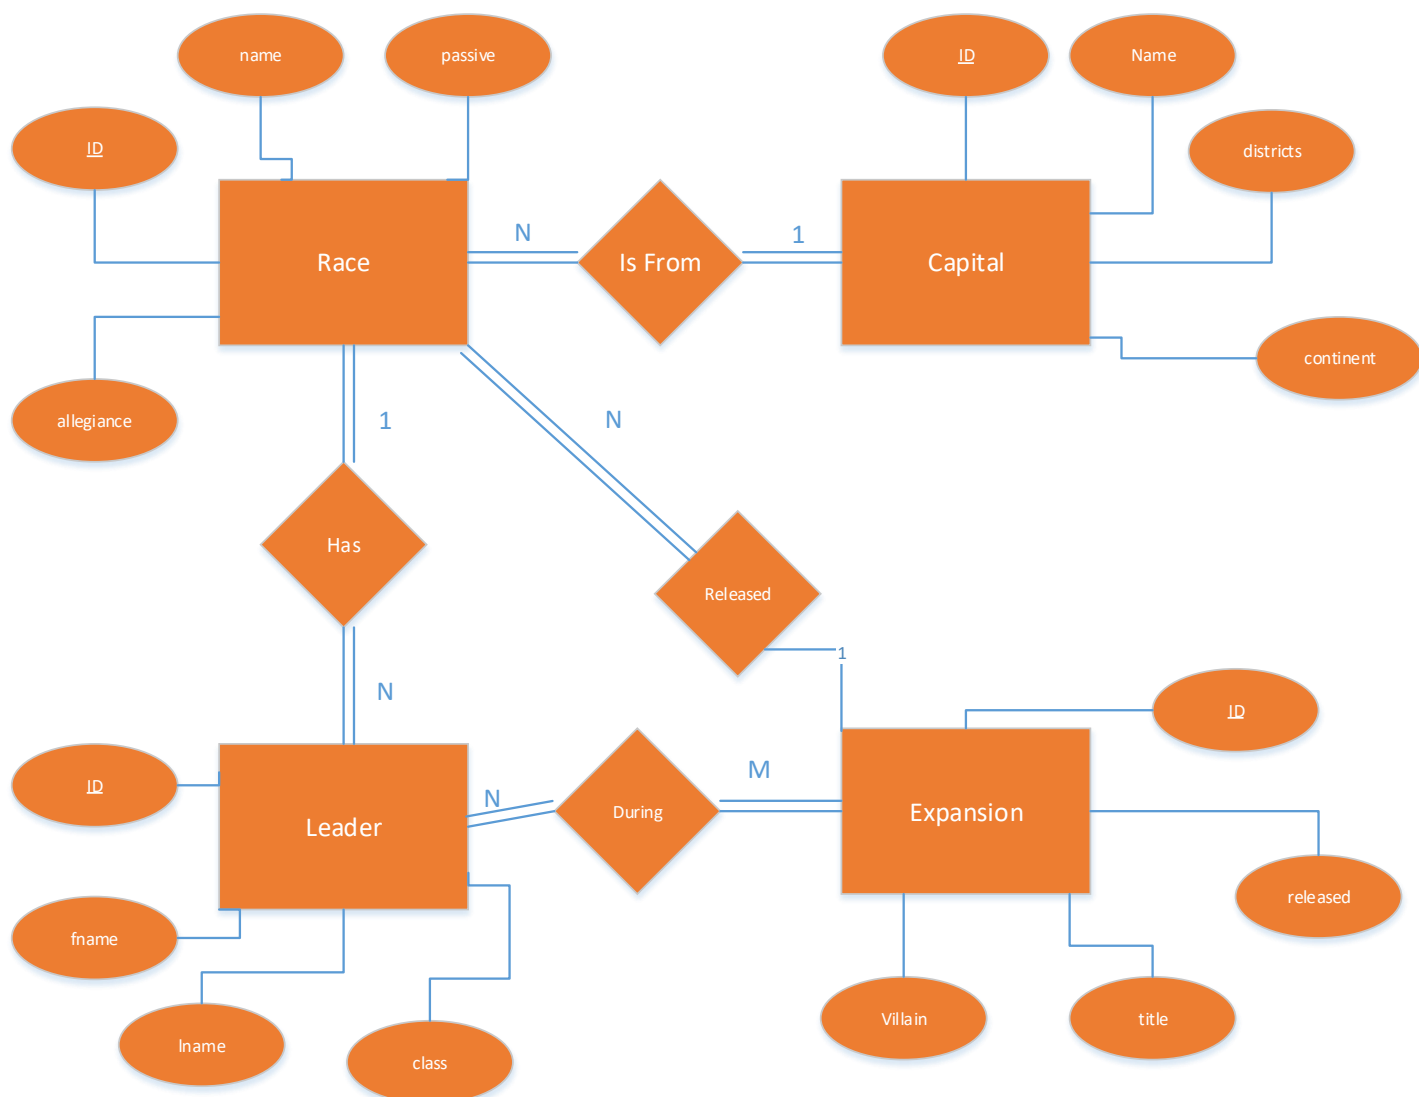 name
passive
ID
Name
ID
districts
Race
N
Is From
1
Capital
continent
allegiance
1
N
Has
Released
1
N
ID
ID
M
N
Leader
During
Expansion
released
fname
Villain
title
lname
class